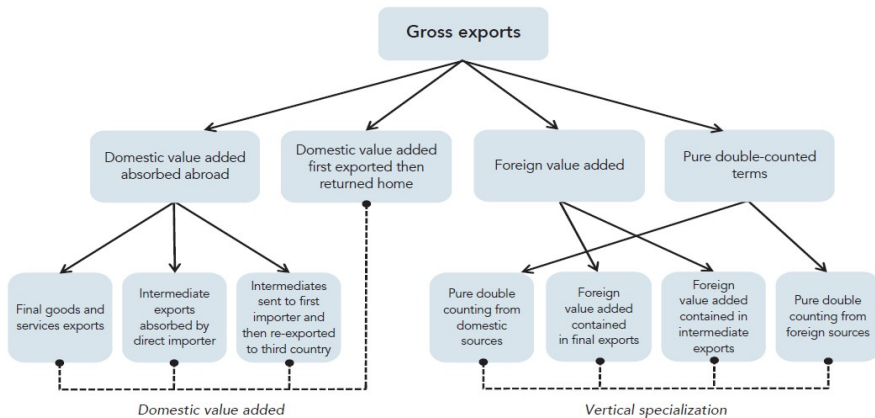 Gross exports
Domestic value added
absorbed abroad
Domestic value added
first exported then
returned home
Foreign value added
Pure double-counted
terms
Final goods and
services exports
Intermediate
exports
absorbed by
direct importer
Intermediates
sent to first
importer and
then re-exported
to third country
Pure double
counting from
domestic
sources
Foreign
value added
contained
in final exports
Foreign
value added
contained in
intermediate
exports
Pure double
counting from
foreign sources
Domestic value added
Vertical specialization